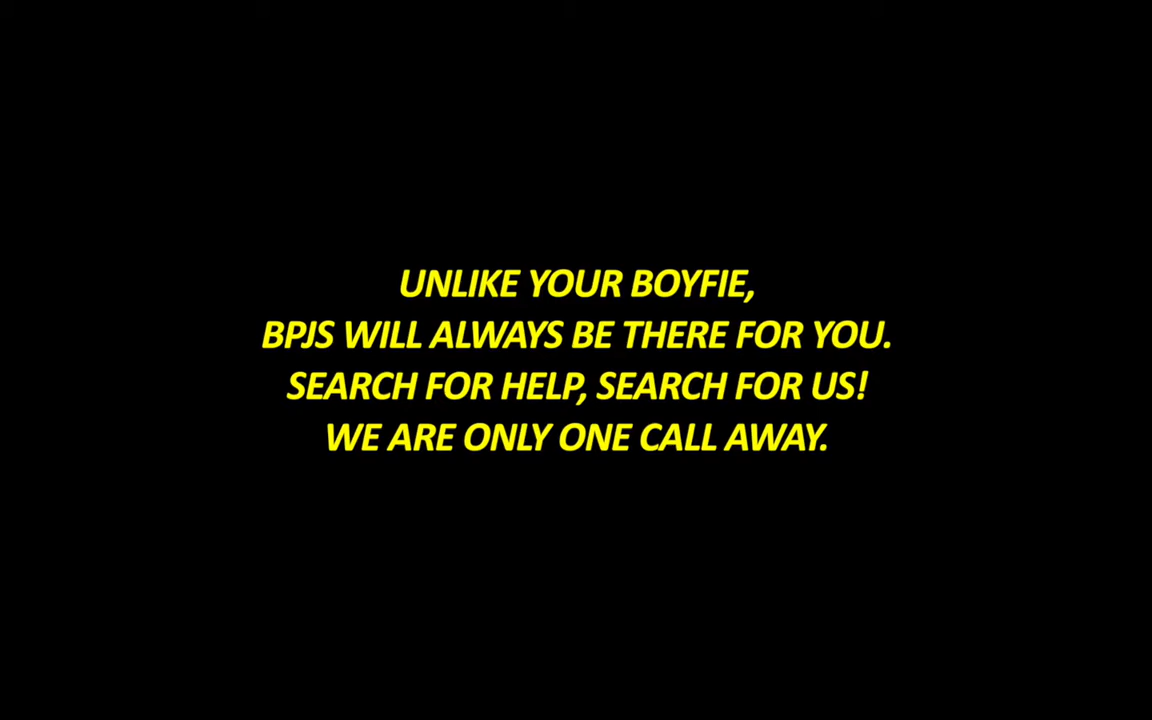 UNLIKE YOUR BOYFIE,
BPJS WILL ALWAYS BE THERE FOR YOU.
SEARCH FOR HELP, SEARCH FOR US!
WE ARE ONLY ONE CALL AWAY.